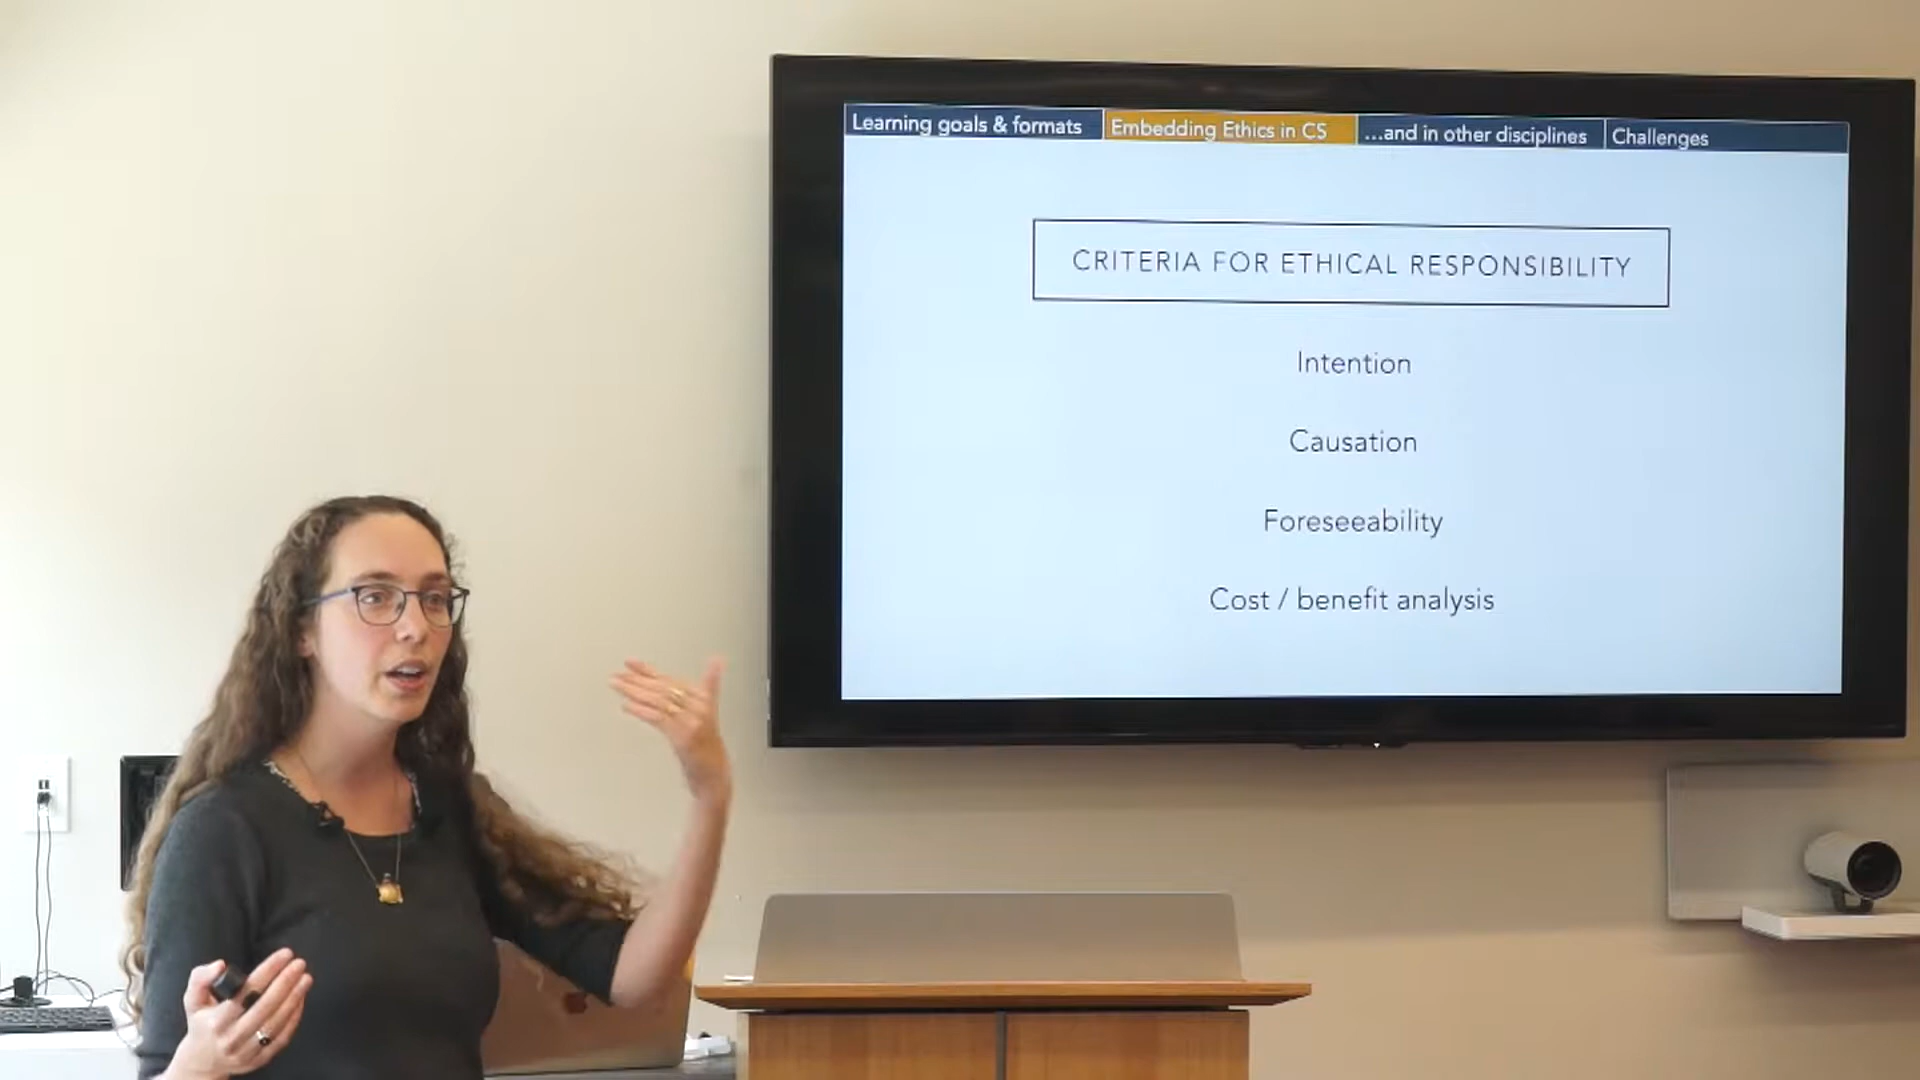 Learning goals & formats
Embedding Ethics in CS
...and in other disciplines
Challenges
CRITERIA FOR ETHICAL RESPONSIBILITY
Intention
Causation
Foreseeability
Cost / benefit analysis